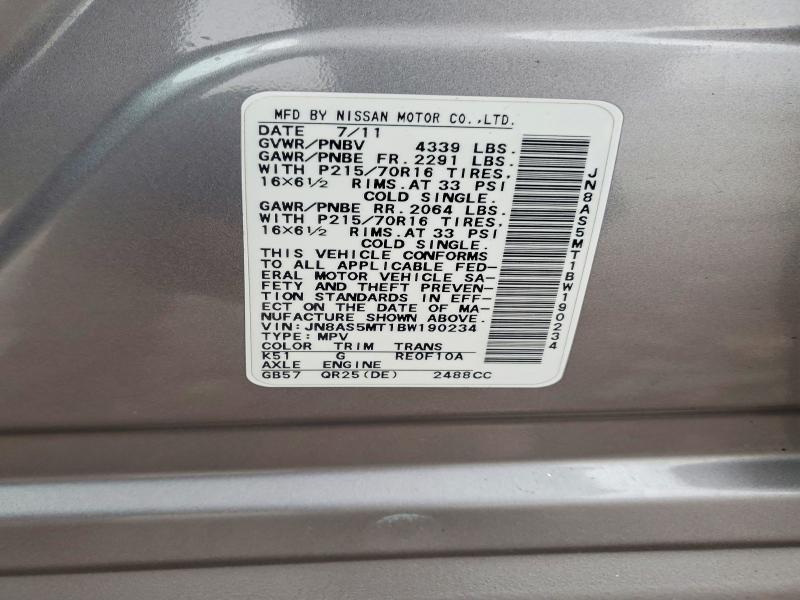 MFD BY NISSAN MOTOR CO.,LTD.
DATE 7/11
GVWR/PNBV 4339 LBS.
GAWR/PNBE FR. 2291 LBS.
WITH P215/70R16 TIRES,
16×6½ RIMS.AT 33 PSI
COLD SINGLE.
GAWR/PNBE RR. 2064 LBS.
WITH P215/70R16 TIRES,
16×6½ RIMS.AT 33 PSI
COLD SINGLE.
THIS VEHICLE CONFORMS
TO ALL APPLICABLE FED-
ERAL MOTOR VEHICLE SA-
FETY AND THEFT PREVEN-
TION STANDARDS IN EFF-
ECT ON THE DATE OF MA-
NUFACTURE SHOWN ABOVE.
VIN: JN8AS5MT1BW190234
TYPE: MPV
COLOR TRIM TRANS
K51 G RE0F10A
AXLE ENGINE
GB57 QR25(DE) 2488CC
JN8AS5MT1BW190234